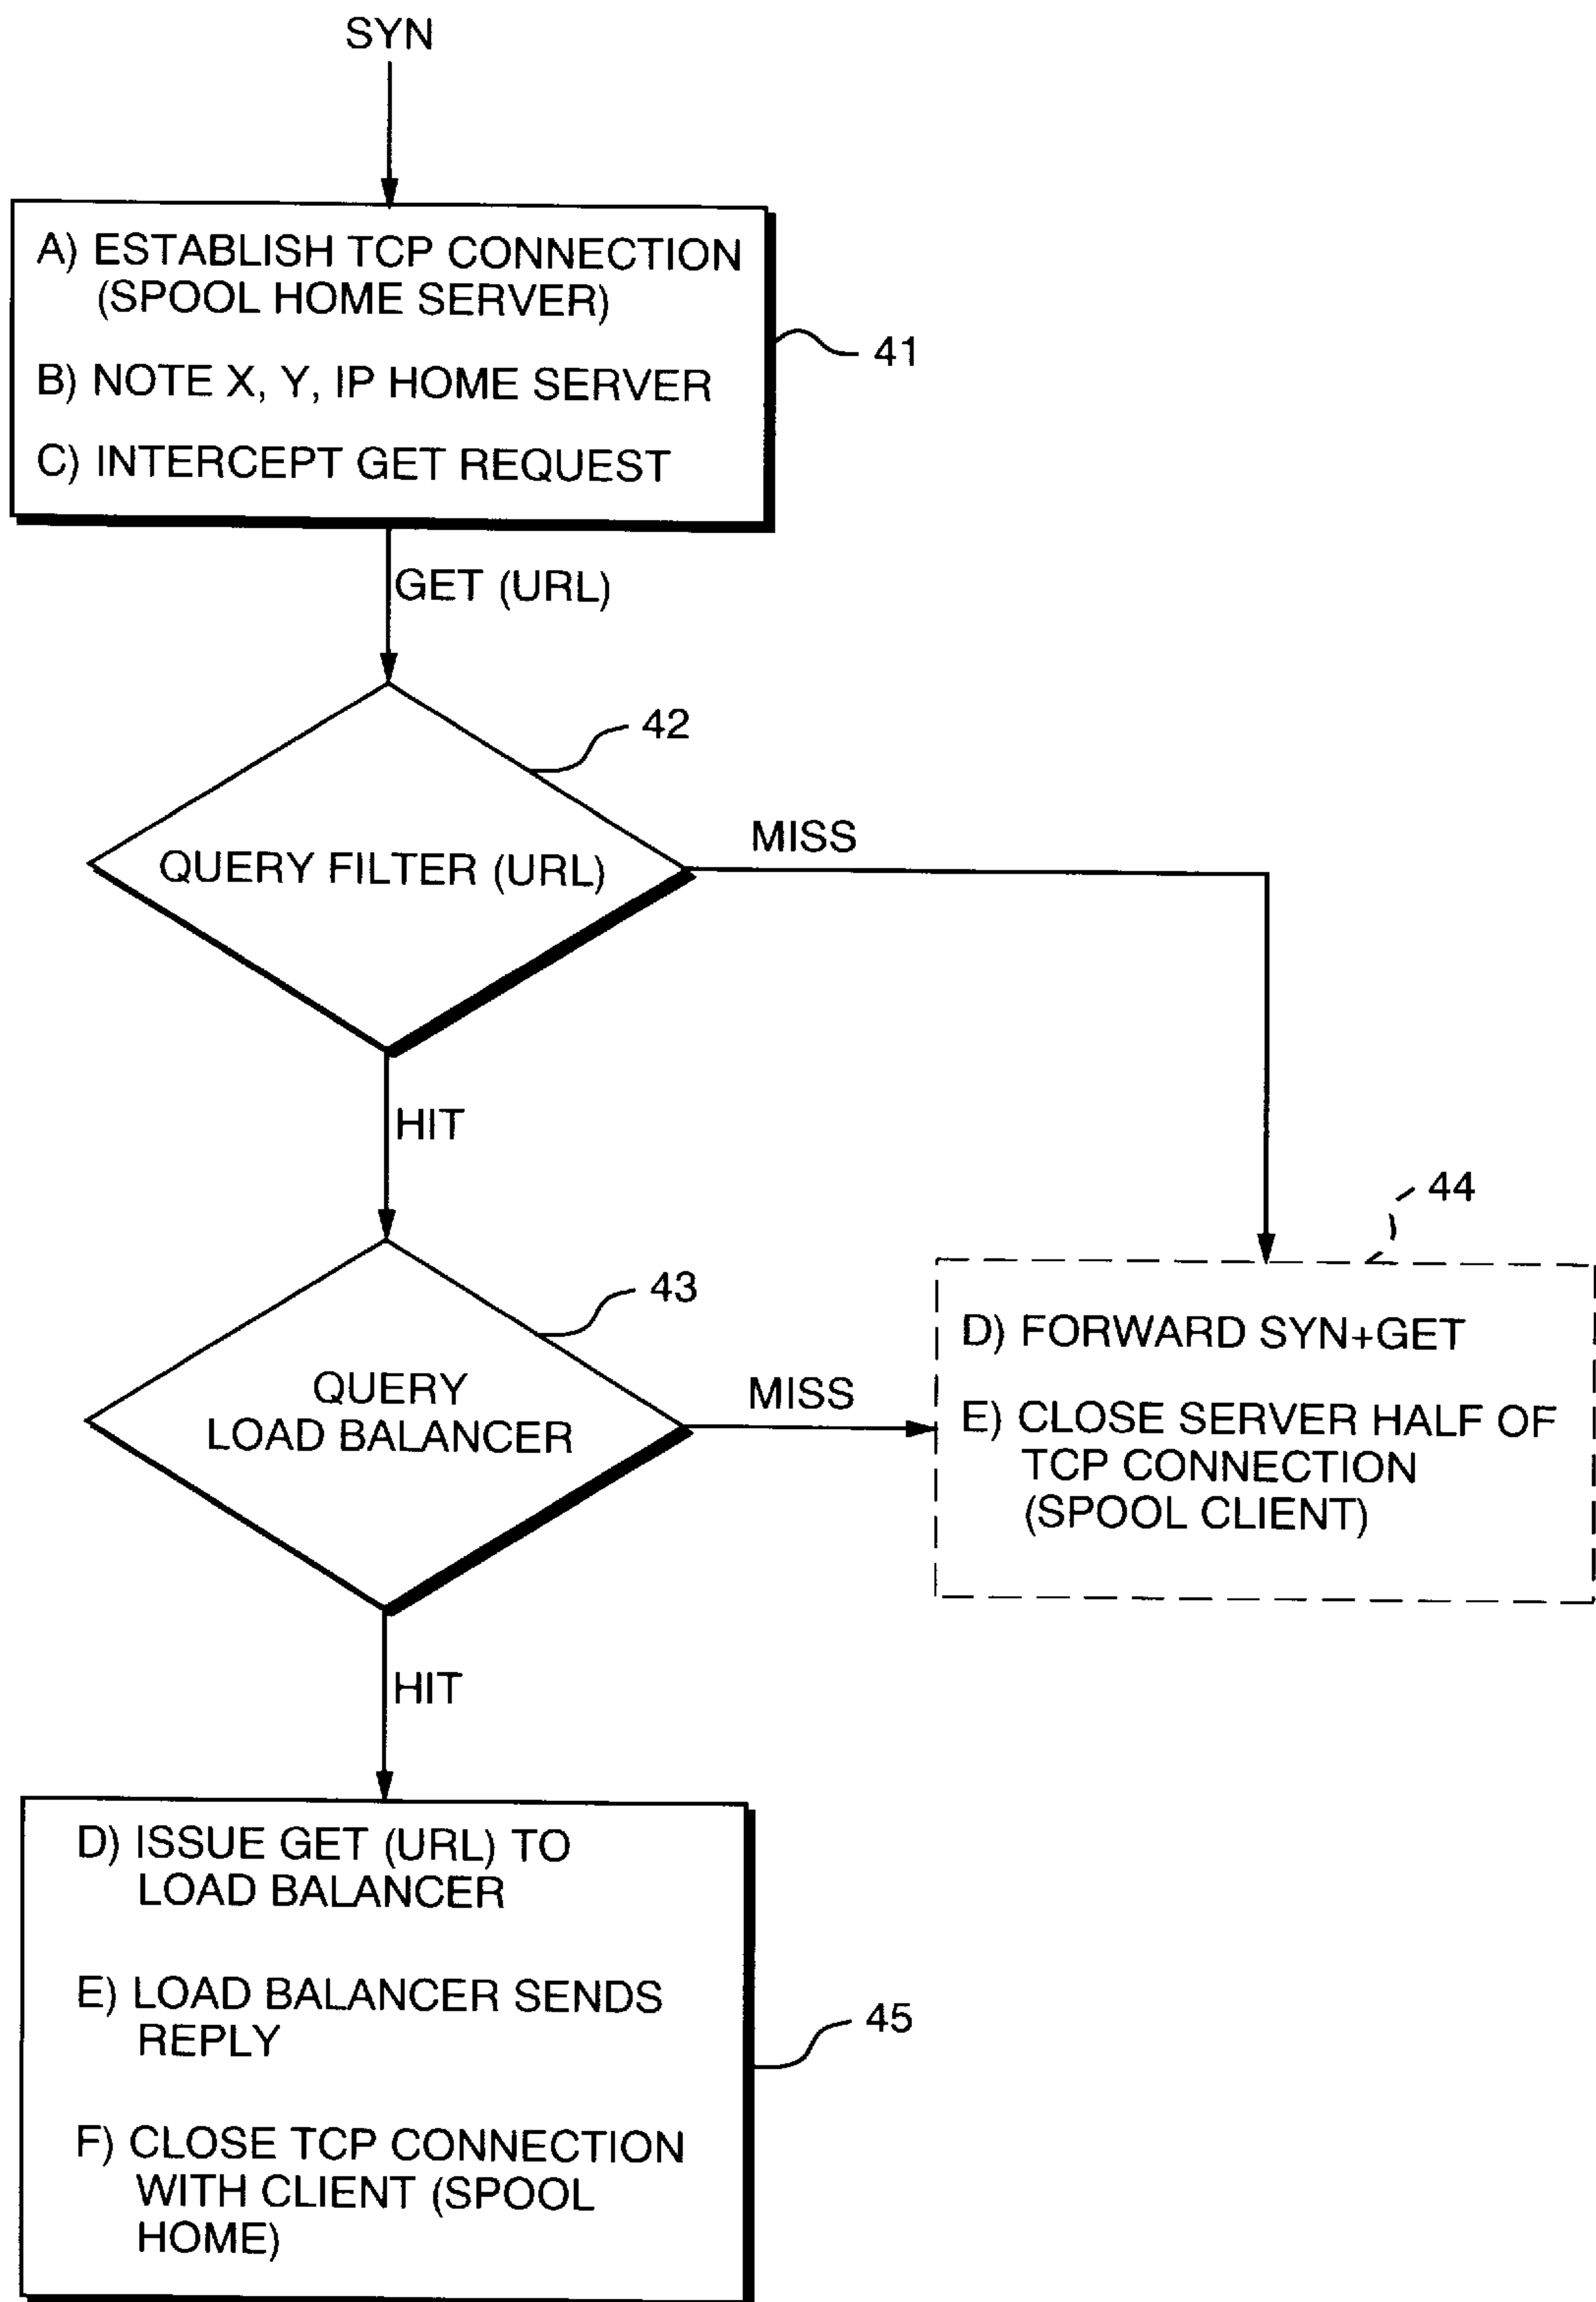 SYN
A) ESTABLISH TCP CONNECTION
(SPOOL HOME SERVER)
41
B) NOTE X, Y, IP HOME SERVER
C) INTERCEPT GET REQUEST
GET (URL)
42
MISS
QUERY FILTER (URL)
HIT
44
43
D) FORWARD SYN+GET
QUERY
LOAD BALANCER
MISS
E) CLOSE SERVER HALF OF
TCP CONNECTION
(SPOOL CLIENT)
HIT
D) ISSUE GET (URL) TO
LOAD BALANCER
E) LOAD BALANCER SENDS
REPLY
45
F) CLOSE TCP CONNECTION
WITH CLIENT (SPOOL
HOME)